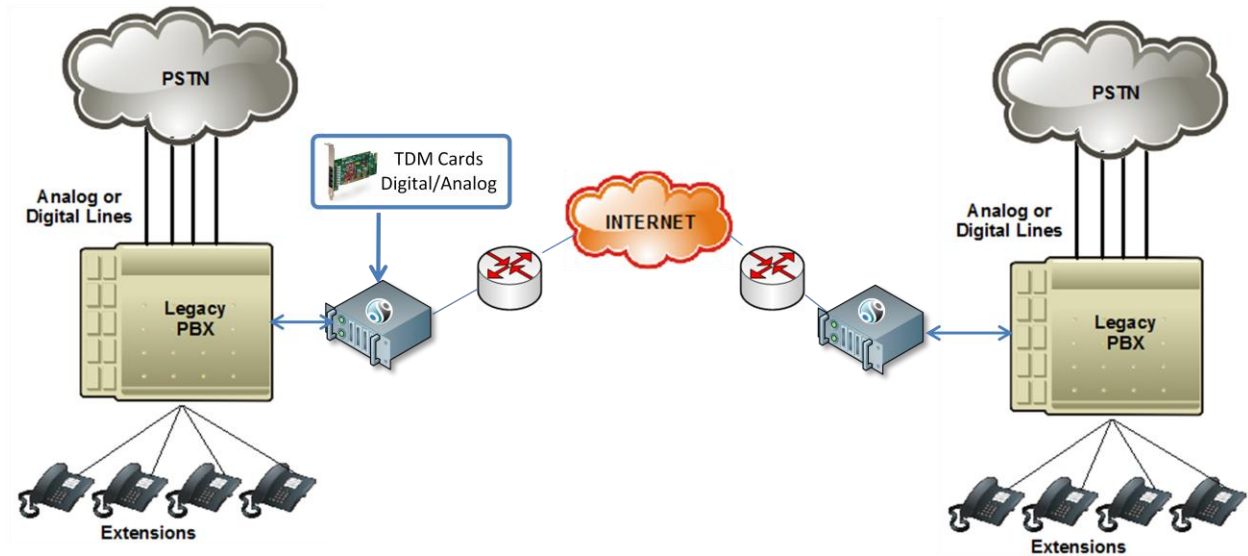 PSTN
Analog or
Digital Lines
Legacy
PBX
Extensions
TDM Cards
Digital/Analog
INTERNET
PSTN
Analog or
Digital Lines
Legacy
PBX
Extensions